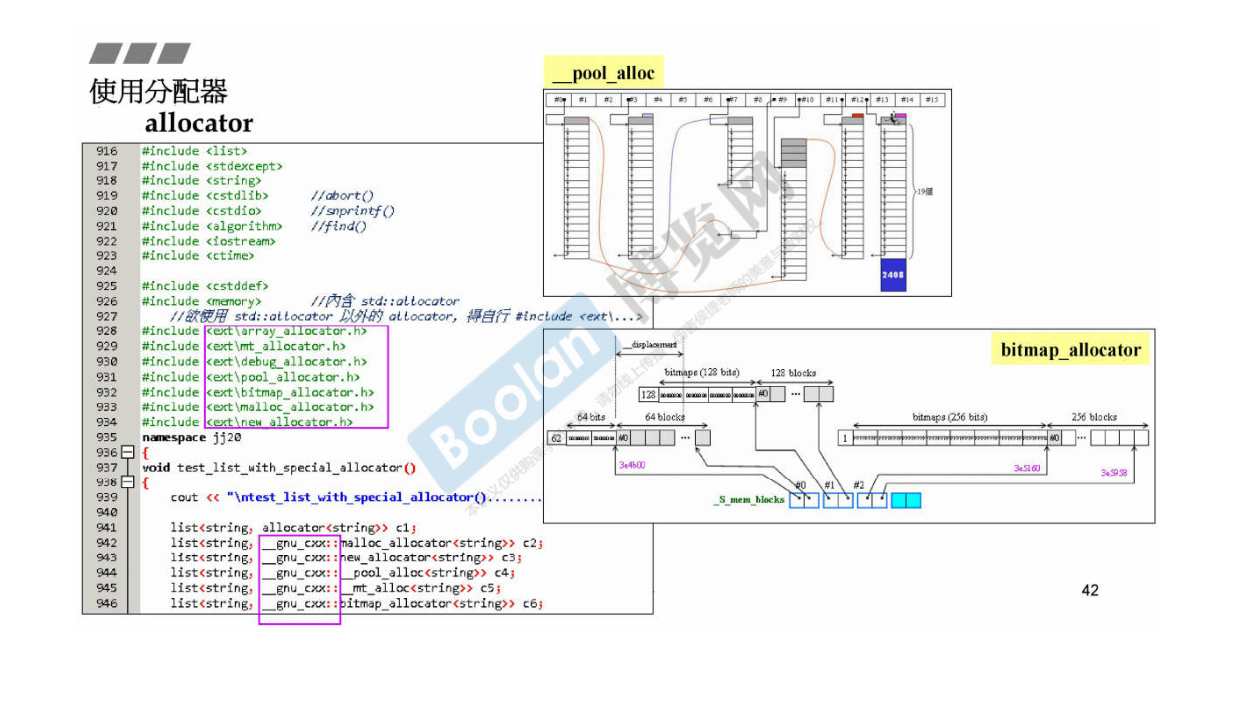 使用分配器
allocator
916 #include <list>
917 #include <stdexcept>
918 #include <string>
919 #include <cstdlib> //abort()
920 #include <cstdio> //snprintf()
921 #include <algorithm> //find()
922 #include <iostream>
923 #include <ctime>
924
925 #include <cstddef>
926 #include <memory> //內含 std::allocator
927 //欲使用 std::allocator 以外的 allocator, 得自行 #include <ext\...>
928 #include <ext\array_allocator.h>
929 #include <ext\mt_allocator.h>
930 #include <ext\debug_allocator.h>
931 #include <ext\pool_allocator.h>
932 #include <ext\bitmap_allocator.h>
933 #include <ext\malloc_allocator.h>
934 #include <ext\new_allocator.h>
935 namespace jj20
936 {
937 void test_list_with_special_allocator()
938 {
939 cout << "\ntest_list_with_special_allocator()........
940
941 list<string, allocator<string>> c1;
942 list<string, __gnu_cxx::malloc_allocator<string>> c2;
943 list<string, __gnu_cxx::new_allocator<string>> c3;
944 list<string, __gnu_cxx::__pool_alloc<string>> c4;
945 list<string, __gnu_cxx::__mt_alloc<string>> c5;
946 list<string, __gnu_cxx::bitmap_allocator<string>> c6;
__pool_alloc
#0 #1 #2 #3 #4 #5 #6 #7 #8 #9 #10 #11 #12 #13 #14 #15
19個
2408
bitmap_allocator
__displacement
bitmaps (128 bits) 128 blocks
128 #0 ...
64 bits 64 blocks
62 #0 ...
bitmaps (256 bits) 256 blocks
1 #0 ...
3e4b00
3e5160
3e5958
#0 #1 #2
_S_mem_blocks
Boolan 博览网
42